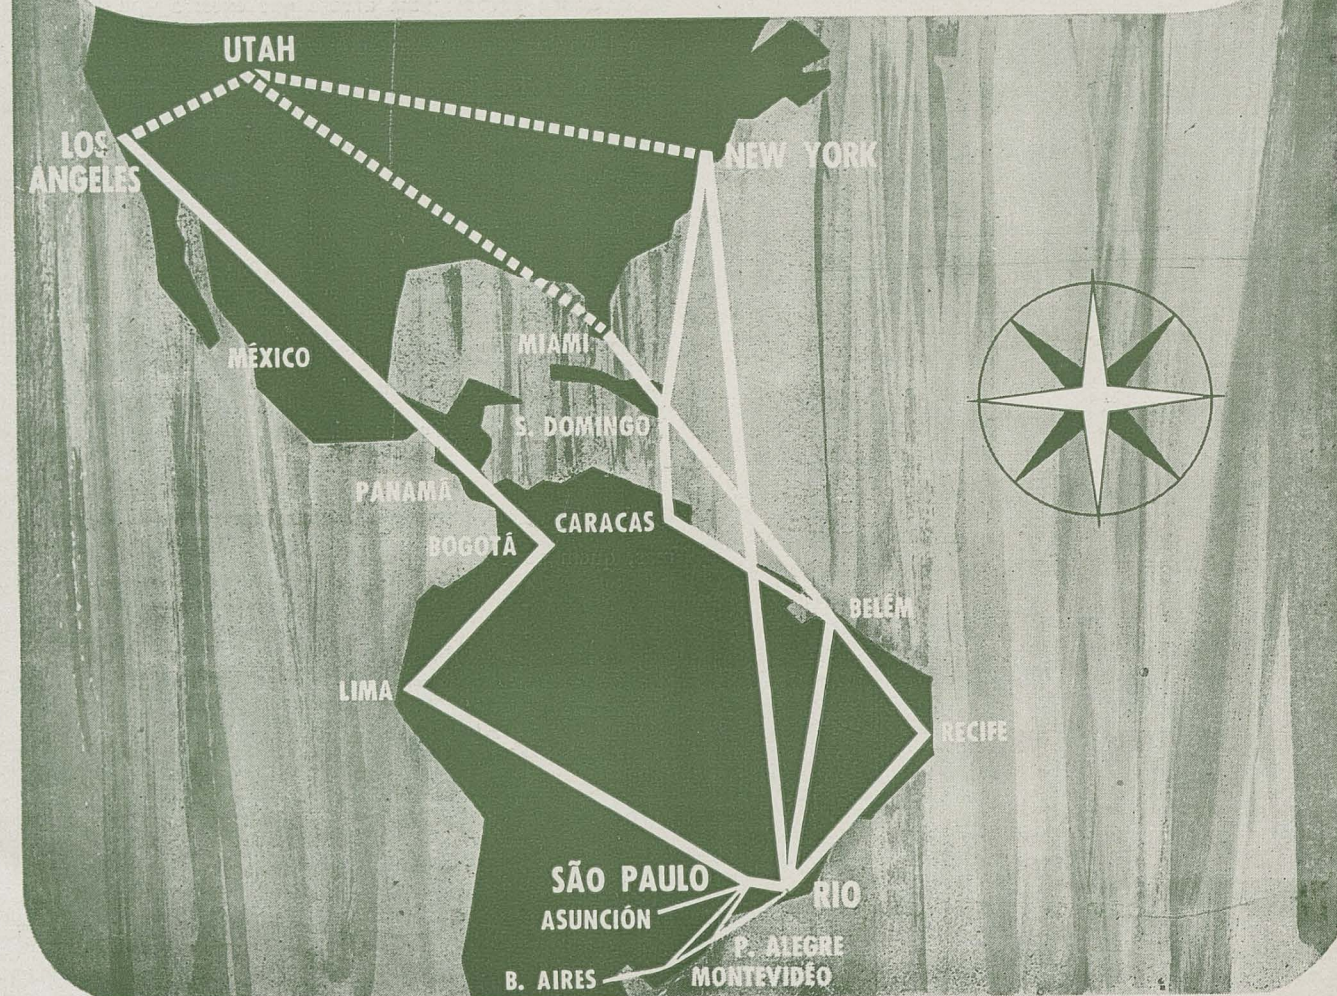 UTAH
LOS
ANGELES
NEW YORK
MÉXICO
MIAMI
S. DOMINGO
PANAMÁ
CARACAS
BOGOTÁ
BELÉM
LIMA
RECIFE
SÃO PAULO
RIO
ASUNCIÓN
P. ALEGRE
B. AIRES
MONTEVIDÉO